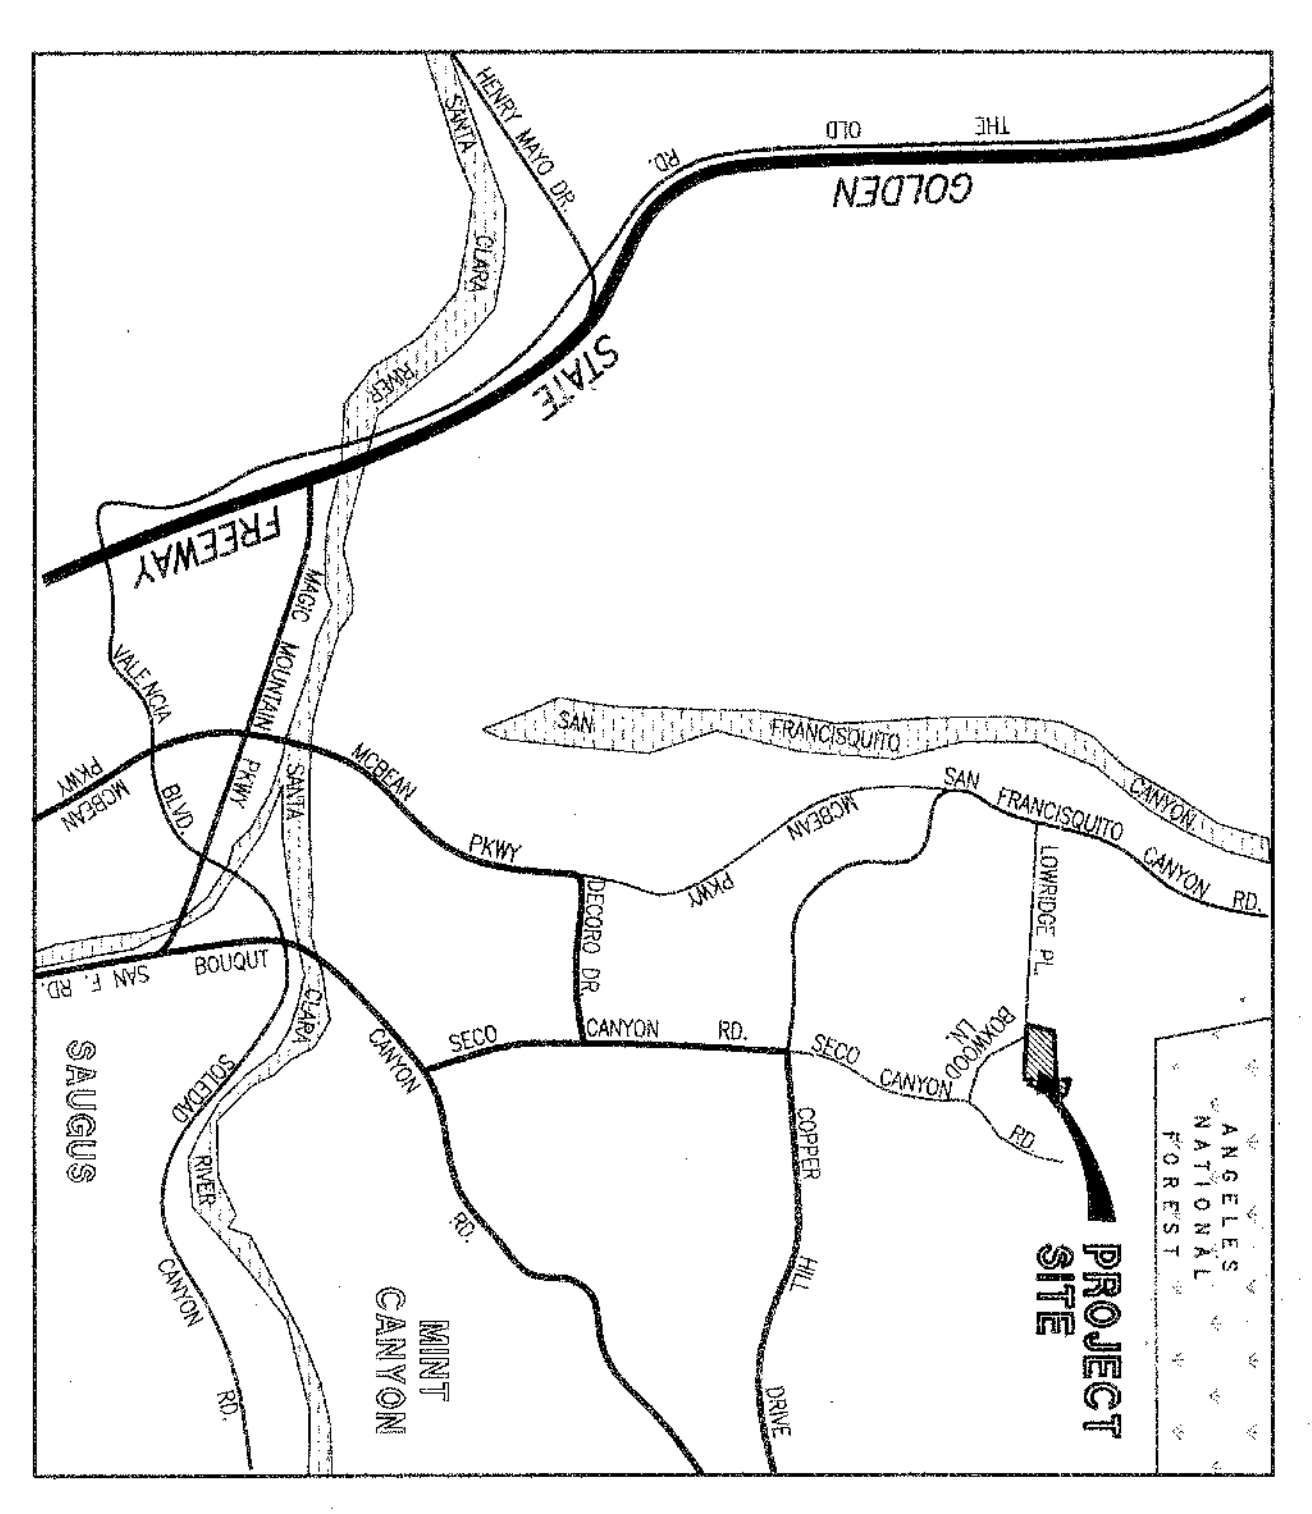 SANTA
CLARA
RIVER
HENRY MAYO DR.
THE
OLD
RD.
GOLDEN
STATE
FREEWAY
MAGIC
MOUNTAIN
PKWY
VALENCIA
BLVD.
MCBEAN
PKWY
MCBEAN
PKWY
DECORO DR.
MCBEAN
PKWY
SAN
FRANCISQUITO
CANYON
SAN
FRANCISQUITO
CANYON
RD.
LOWRIDGE PL.
BOXWOOD
LN.
SANTA
CLARA
RIVER
SAN F. RD.
BOUQUT
CANYON
RD.
SECO
CANYON
RD.
SECO
CANYON
RD
COPPER
HILL
DRIVE
SOLEDAD
CANYON
RD.
SAUGUS
MINT
CANYON
PROJECT
SITE
ANGELES
NATIONAL
FOREST